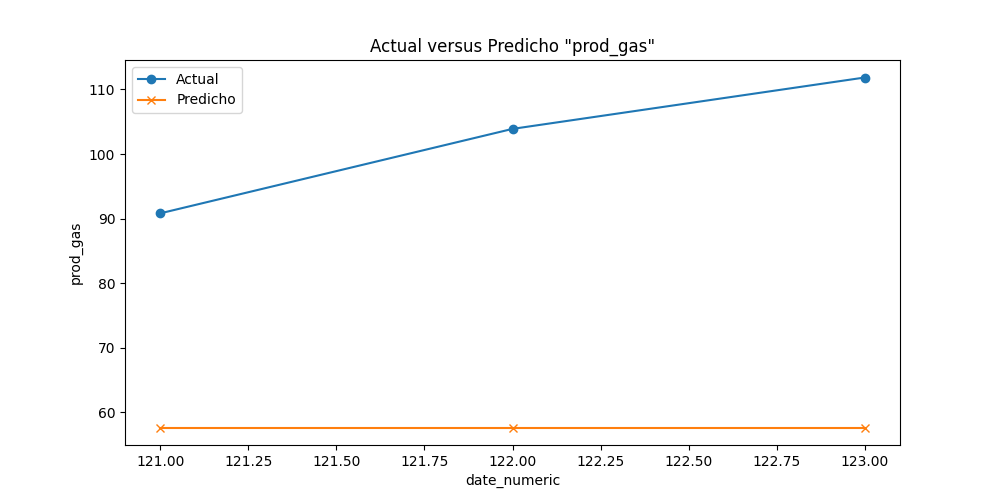 Actual versus Predicho "prod_gas"
Actual
Predicho
prod_gas
110
100
90
80
70
60
121.00 121.25 121.50 121.75 122.00 122.25 122.50 122.75 123.00
date_numeric